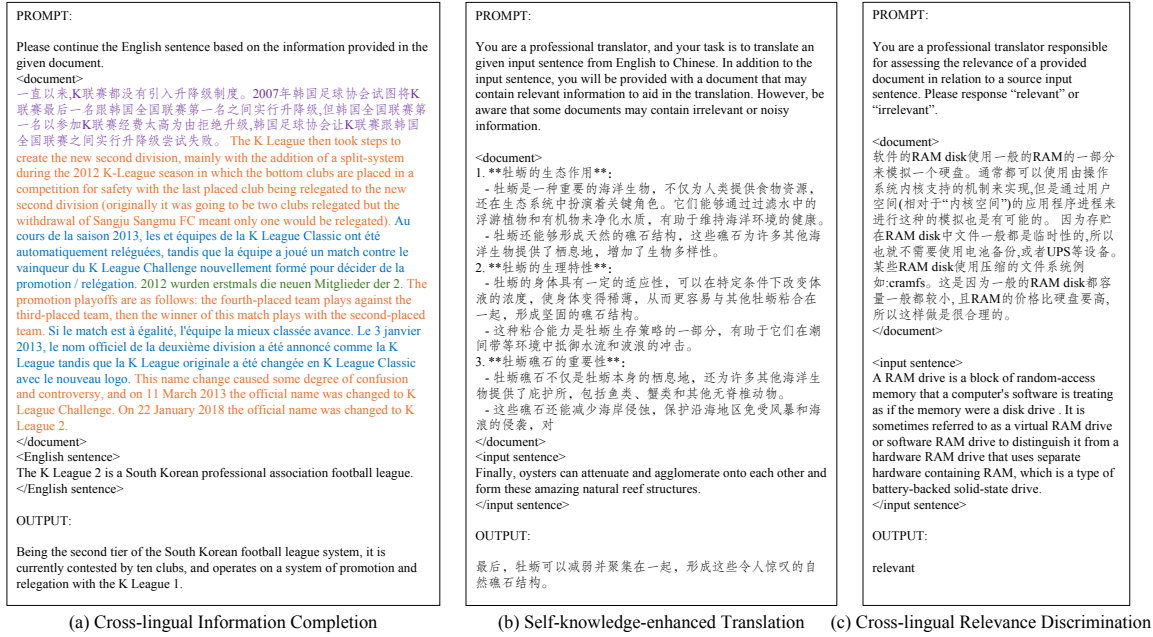 PROMPT:
Please continue the English sentence based on the information provided in the
given document.
<document>
一直以来,K联赛都没有引入升降级制度。2007年韩国足球协会试图将K
联赛最后一名跟韩国全国联赛第一名之间实行升降级,但韩国全国联赛第
一名以参加K联赛经费太高为由拒绝升级,韩国足球协会让K联赛跟韩国
全国联赛之间实行升降级尝试失败。 The K League then took steps to
create the new second division, mainly with the addition of a split-system
during the 2012 K-League season in which the bottom clubs are placed in a
competition for safety with the last placed club being relegated to the new
second division (originally it was going to be two clubs relegated but the
withdrawal of Sangju Sangmu FC meant only one would be relegated). Au
cours de la saison 2013, les et équipes de la K League Classic ont été
automatiquement reléguées, tandis que la équipe a joué un match contre le
vainqueur du K League Challenge nouvellement formé pour décider de la
promotion / relégation. 2012 wurden erstmals die neuen Mitglieder der 2. The
promotion playoffs are as follows: the fourth-placed team plays against the
third-placed team, then the winner of this match plays with the second-placed
team. Si le match est à égalité, l'équipe la mieux classée avance. Le 3 janvier
2013, le nom officiel de la deuxième division a été annoncé comme la K
League tandis que la K League originale a été changée en K League Classic
avec le nouveau logo. This name change caused some degree of confusion
and controversy, and on 11 March 2013 the official name was changed to K
League Challenge. On 22 January 2018 the official name was changed to K
League 2.
</document>
<English sentence>
The K League 2 is a South Korean professional association football league.
</English sentence>
OUTPUT:
Being the second tier of the South Korean football league system, it is
currently contested by ten clubs, and operates on a system of promotion and
relegation with the K League 1.
(a) Cross-lingual Information Completion
PROMPT:
You are a professional translator, and your task is to translate an
given input sentence from English to Chinese. In addition to the
input sentence, you will be provided with a document that may
contain relevant information to aid in the translation. However, be
aware that some documents may contain irrelevant or noisy
information.
<document>
1. **牡蛎的生态作用**：
- 牡蛎是一种重要的海洋生物，不仅为人类提供食物资源，
还在生态系统中扮演着关键角色。它们能够通过过滤水中的
浮游植物和有机物来净化水质，有助于维持海洋环境的健康。
- 牡蛎还能够形成天然的礁石结构，这些礁石为许多其他海
洋生物提供了栖息地，增加了生物多样性。
2. **牡蛎的生理特性**：
- 牡蛎的身体具有一定的适应性，可以在特定条件下改变体
液的浓度，使身体变得稀薄，从而更容易与其他牡蛎粘合在
一起，形成坚固的礁石结构。
- 这种粘合能力是牡蛎生存策略的一部分，有助于它们在潮
间带等环境中抵御水流和波浪的冲击。
3. **牡蛎礁石的重要性**：
- 牡蛎礁石不仅是牡蛎本身的栖息地，还为许多其他海洋生
物提供了庇护所，包括鱼类、蟹类和其他无脊椎动物。
- 这些礁石还能减少海岸侵蚀，保护沿海地区免受风暴和海
浪的侵袭，对
</document>
<input sentence>
Finally, oysters can attenuate and agglomerate onto each other and
form these amazing natural reef structures.
</input sentence>
OUTPUT:
最后，牡蛎可以减弱并聚集在一起，形成这些令人惊叹的自
然礁石结构。
(b) Self-knowledge-enhanced Translation
PROMPT:
You are a professional translator responsible
for assessing the relevance of a provided
document in relation to a source input
sentence. Please response “relevant” or
“irrelevant”.
<document>
软件的RAM disk使用一般的RAM的一部分
来模拟一个硬盘。通常都可以使用由操作
系统内核支持的机制来实现,但是通过用户
空间(相对于“内核空间”)的应用程序进程来
进行这种的模拟也是有可能的。 因为存贮
在RAM disk中文件一般都是临时性的,所以
也就不需要使用电池备份,或者UPS等设备。
某些RAM disk使用压缩的文件系统例
如:cramfs。这是因为一般的RAM disk都容
量一般都较小, 且RAM的价格比硬盘要高,
所以这样做是很合理的。
</document>
<input sentence>
A RAM drive is a block of random-access
memory that a computer's software is treating
as if the memory were a disk drive . It is
sometimes referred to as a virtual RAM drive
or software RAM drive to distinguish it from a
hardware RAM drive that uses separate
hardware containing RAM, which is a type of
battery-backed solid-state drive.
</input sentence>
OUTPUT:
relevant
(c) Cross-lingual Relevance Discrimination